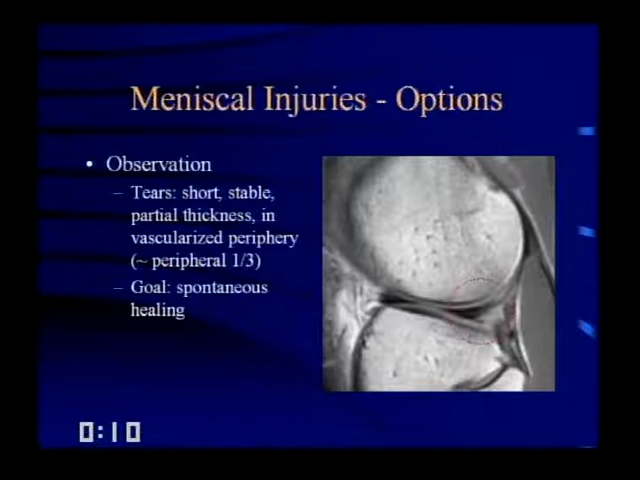 Meniscal Injuries - Options
• Observation
– Tears: short, stable,
partial thickness, in
vascularized periphery
(~ peripheral 1/3)
– Goal: spontaneous
healing
0:10